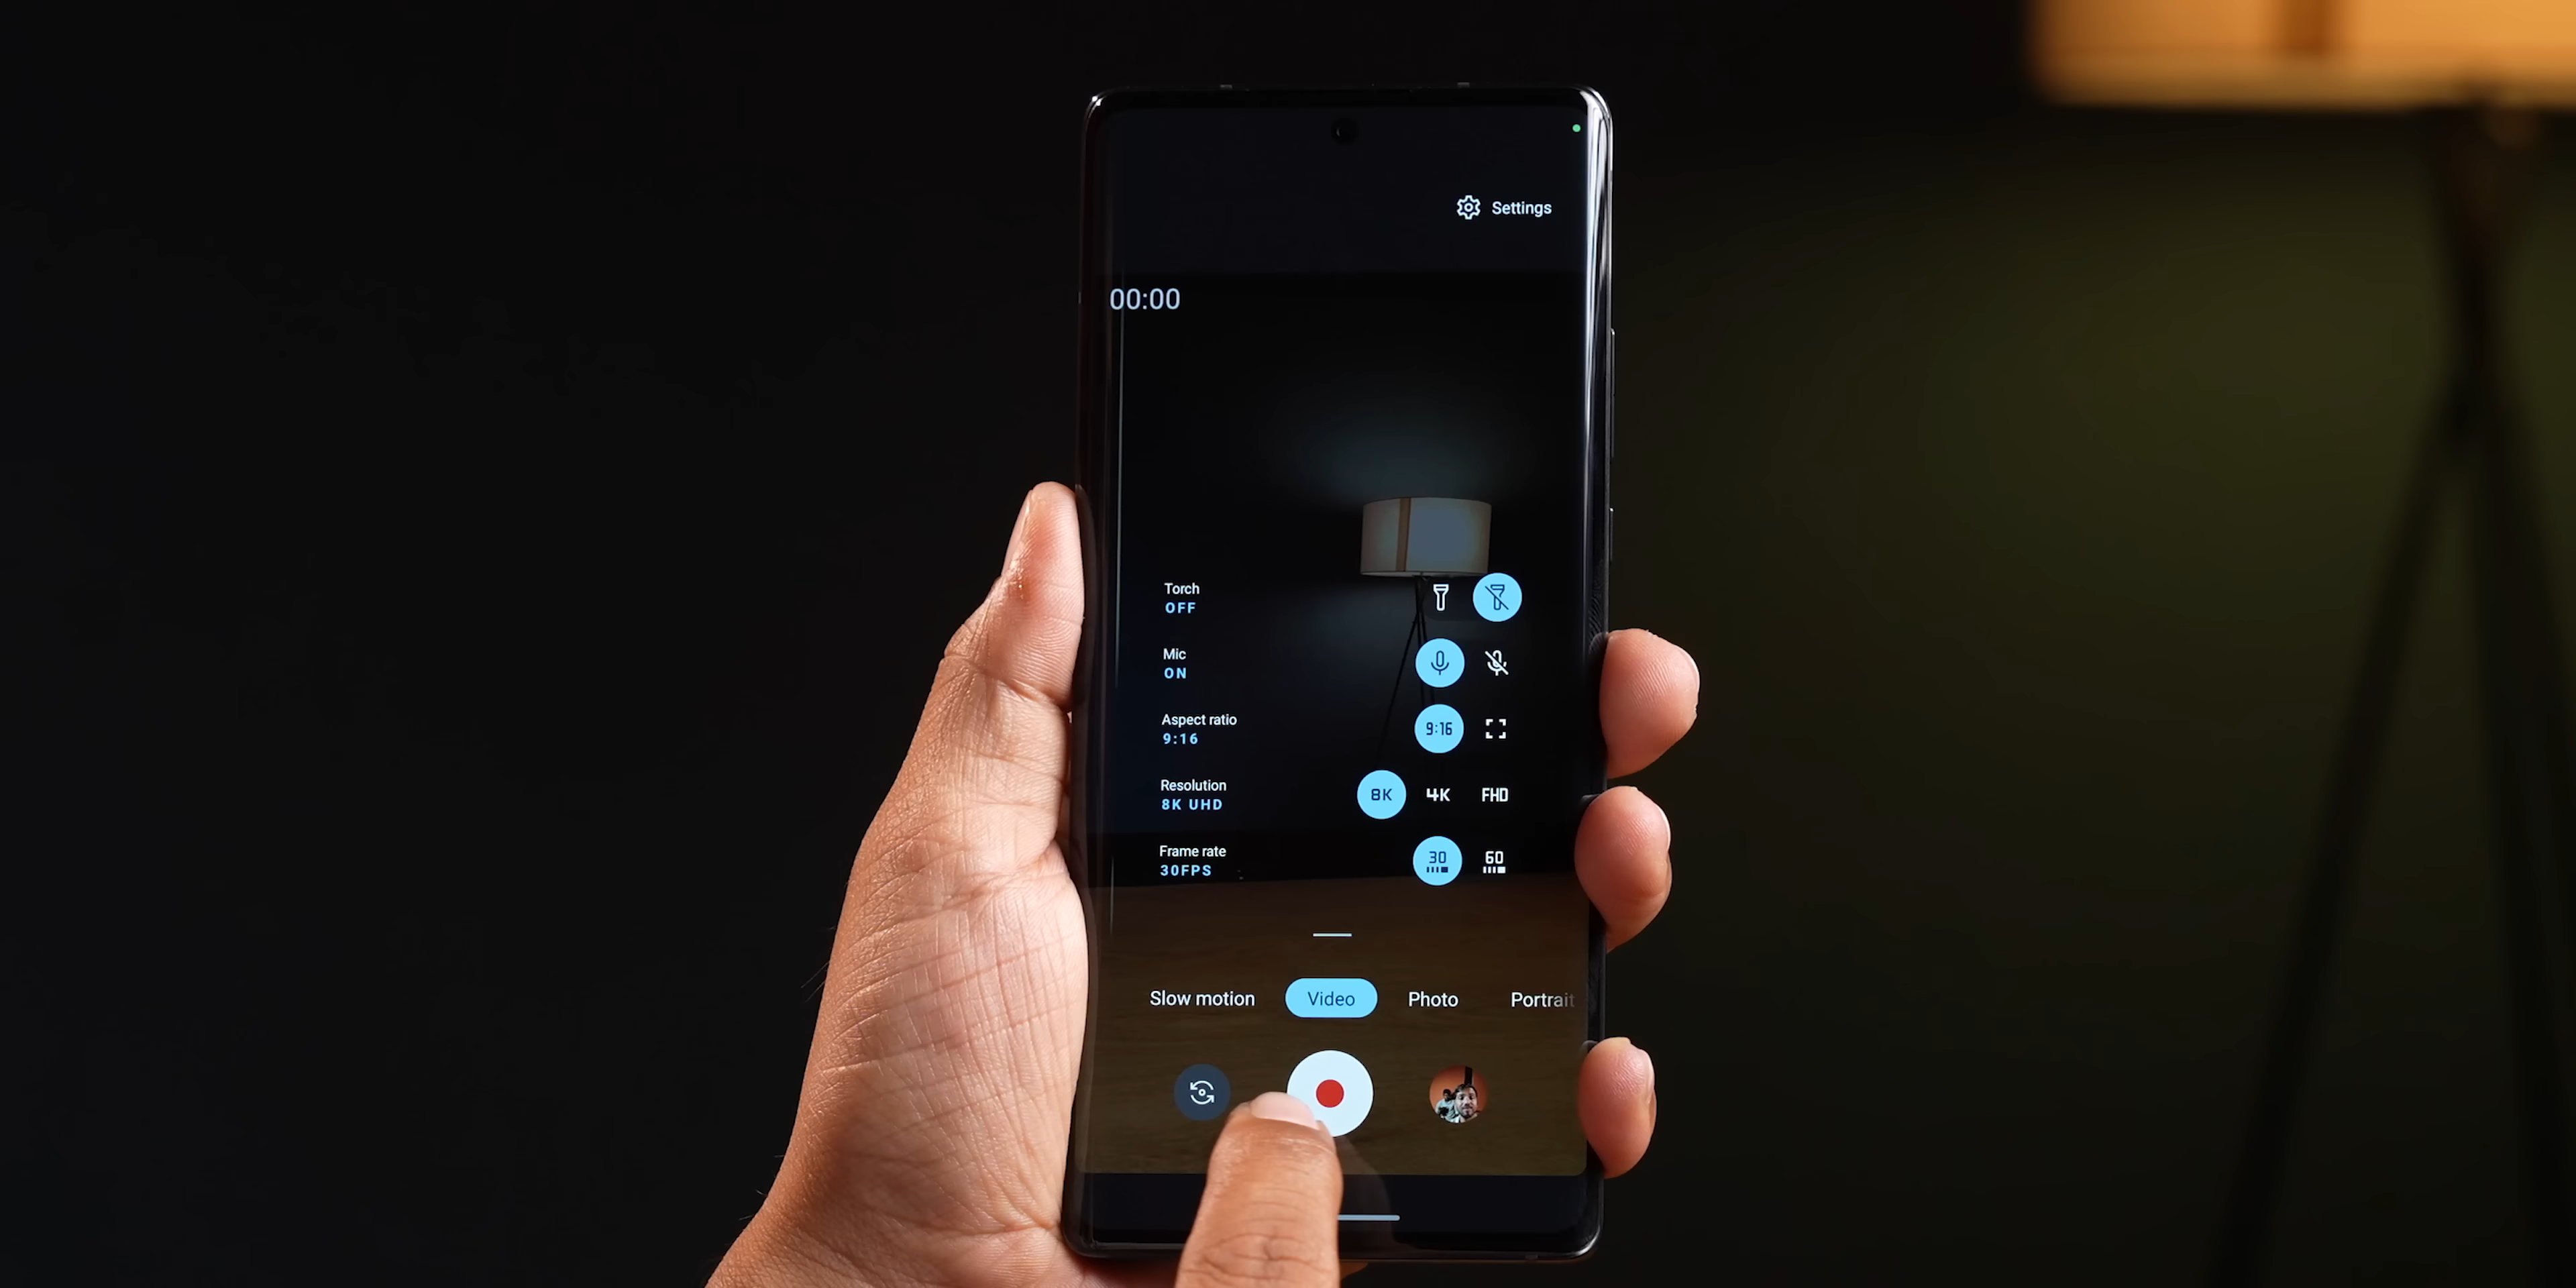 Settings
00:00
Torch
OFF
Mic
ON
Aspect ratio
9:16
9:16
Resolution
8K UHD
8K 4K FHD
Frame rate
30FPS
30 60
Slow motion Video Photo Portrait